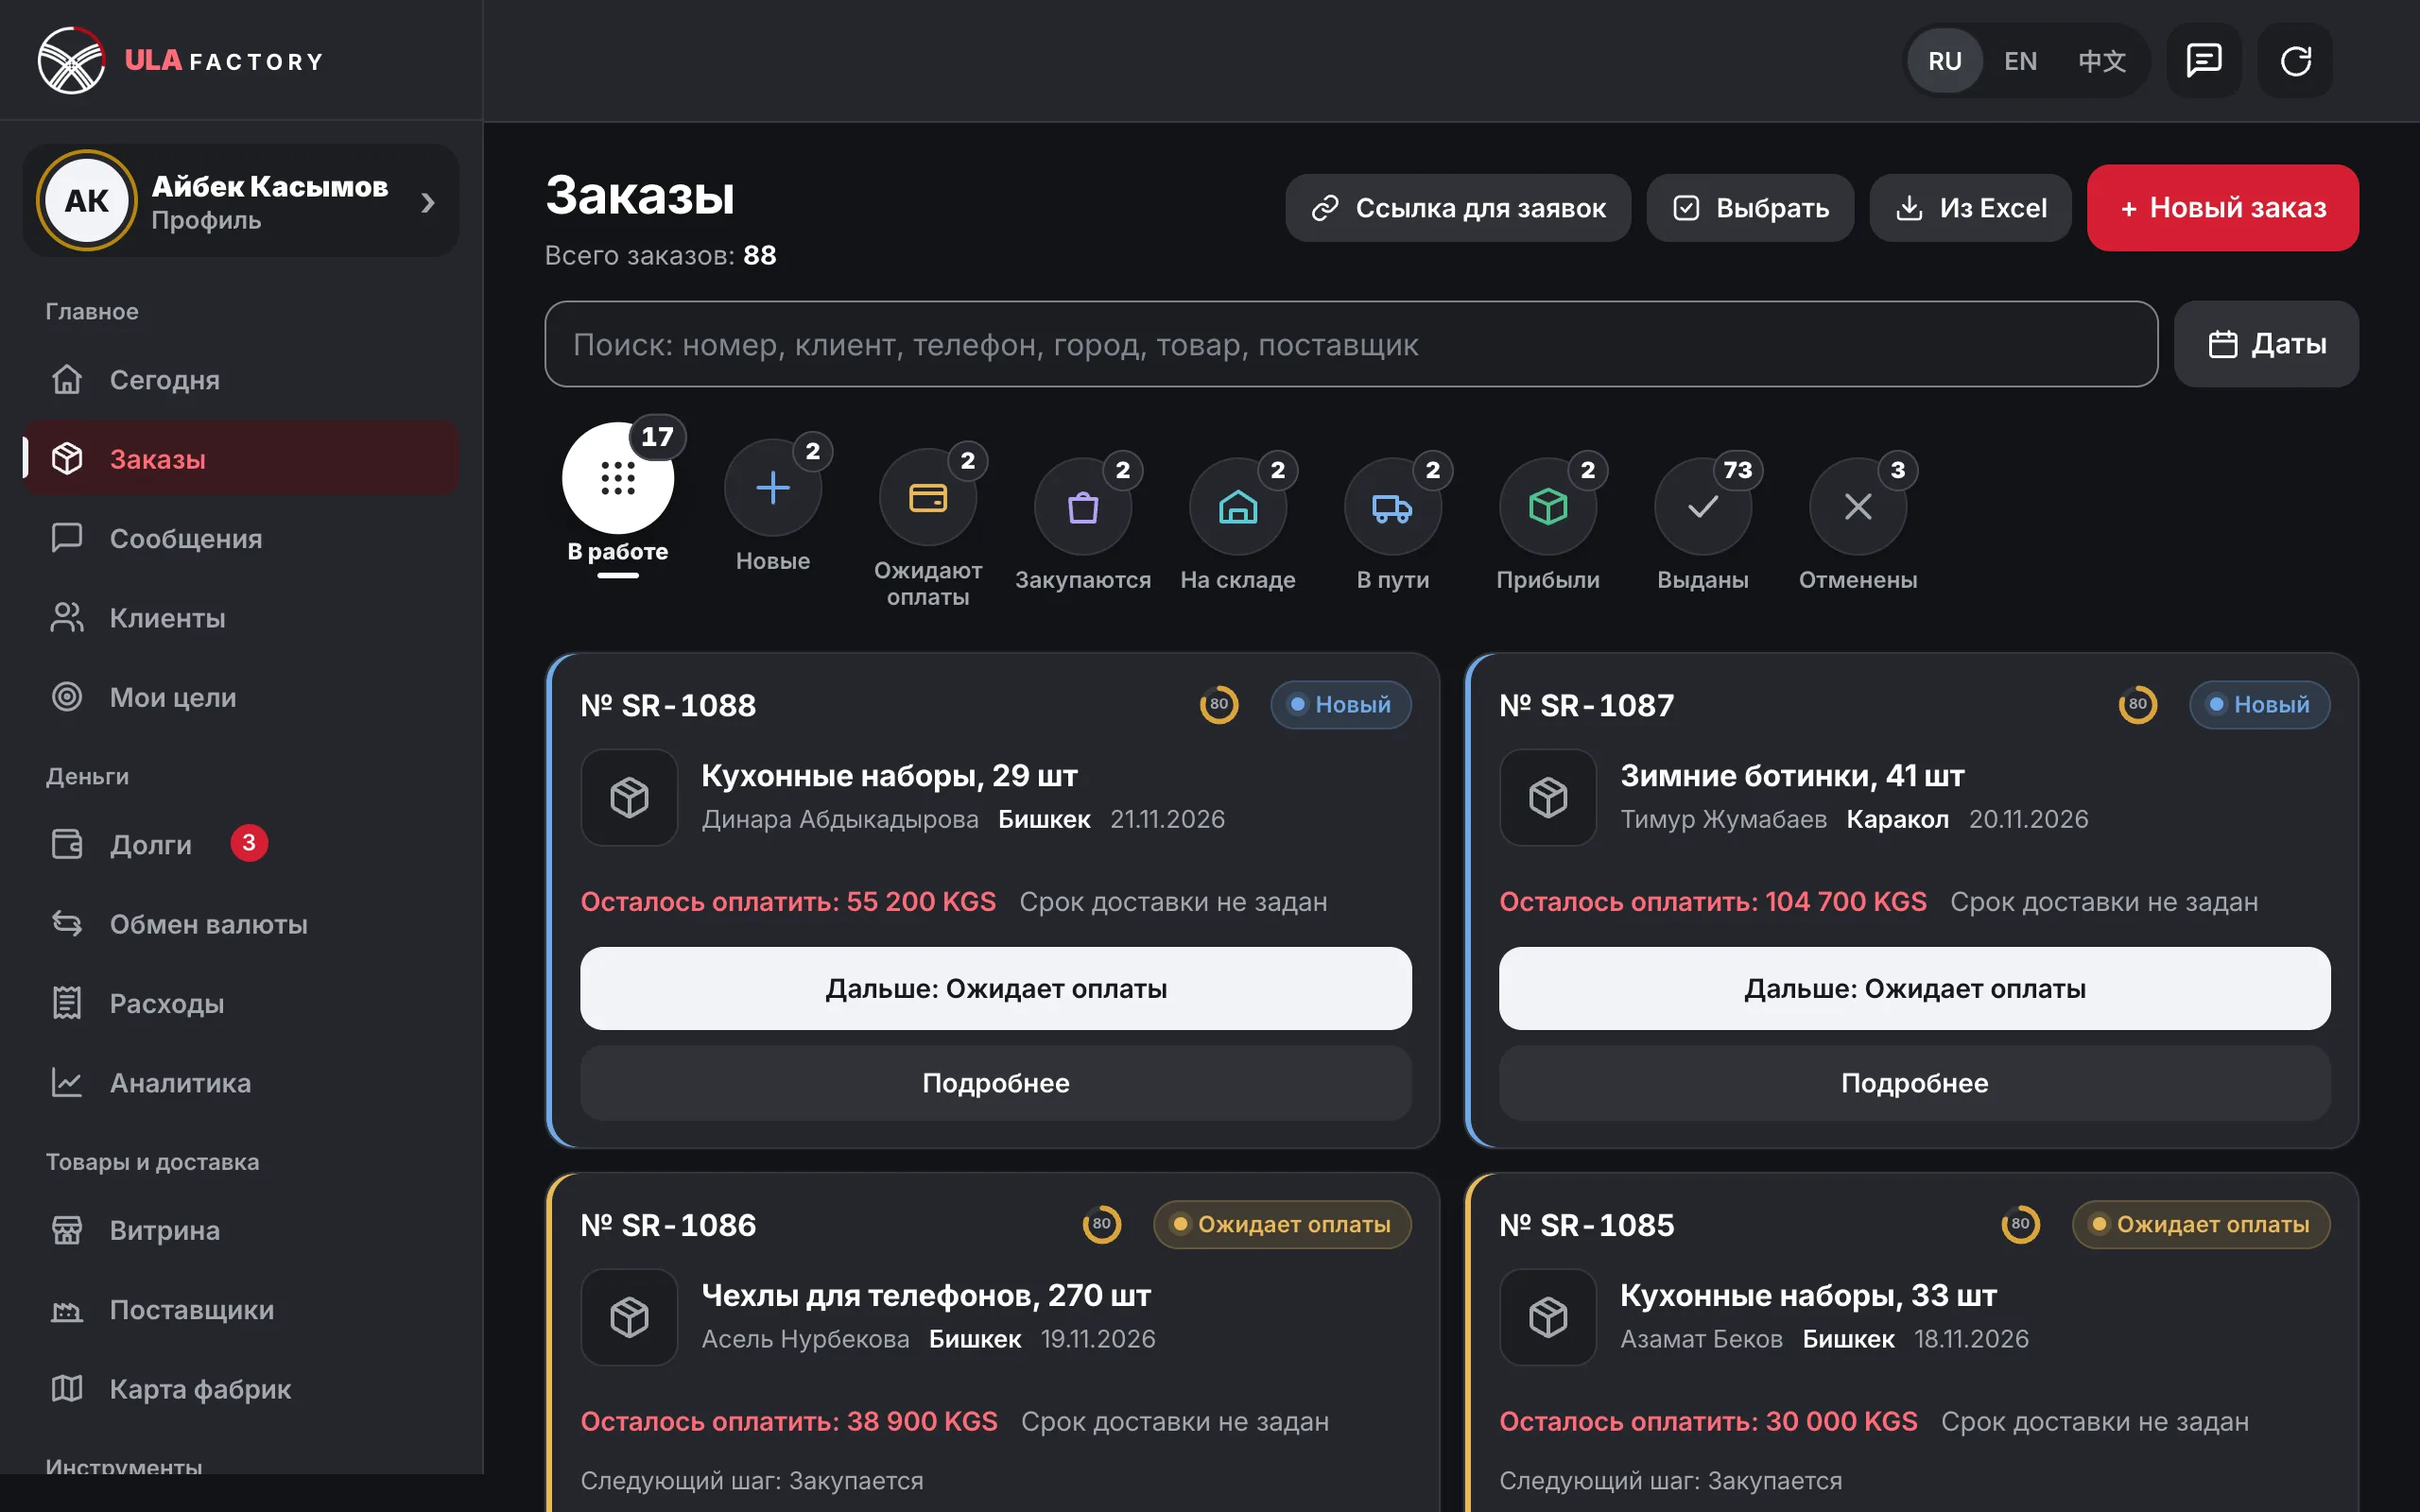 ULA FACTORY
RU EN 中文
АК
Айбек Касымов
Профиль
Главное
Сегодня
Заказы
Сообщения
Клиенты
Мои цели
Деньги
Долги 3
Обмен валюты
Расходы
Аналитика
Товары и доставка
Витрина
Поставщики
Карта фабрик
Инструменты
Заказы
Всего заказов: 88
Ссылка для заявок
Выбрать
Из Excel
+ Новый заказ
Поиск: номер, клиент, телефон, город, товар, поставщик
Даты
17
В работе
2
Новые
2
Ожидают
оплаты
2
Закупаются
2
На складе
2
В пути
2
Прибыли
73
Выданы
3
Отменены
№ SR-1088
80
Новый
Кухонные наборы, 29 шт
Динара Абдыкадырова Бишкек 21.11.2026
Осталось оплатить: 55 200 KGS Срок доставки не задан
Дальше: Ожидает оплаты
Подробнее
№ SR-1087
80
Новый
Зимние ботинки, 41 шт
Тимур Жумабаев Каракол 20.11.2026
Осталось оплатить: 104 700 KGS Срок доставки не задан
Дальше: Ожидает оплаты
Подробнее
№ SR-1086
80
Ожидает оплаты
Чехлы для телефонов, 270 шт
Асель Нурбекова Бишкек 19.11.2026
Осталось оплатить: 38 900 KGS Срок доставки не задан
Следующий шаг: Закупается
№ SR-1085
80
Ожидает оплаты
Кухонные наборы, 33 шт
Азамат Беков Бишкек 18.11.2026
Осталось оплатить: 30 000 KGS Срок доставки не задан
Следующий шаг: Закупается